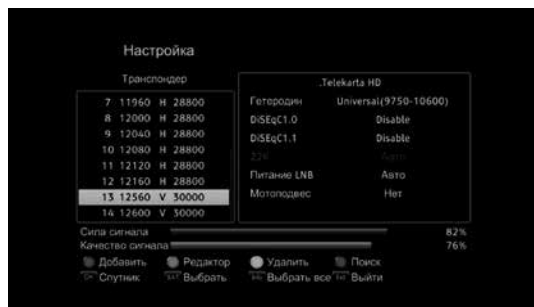 Настройка
Транспондер
.Telekarta HD
7 11960 H 28800
8 12000 H 28800
9 12040 H 28800
10 12080 H 28800
11 12120 H 28800
12 12160 H 28800
13 12560 V 30000
14 12600 V 30000
Гетеродин Universal(9750-10600)
DiSEqC1.0 Disable
DiSEqC1.1 Disable
22K Авто
Питание LNB Авто
Мотоподвес Нет
Сила сигнала 82%
Качество сигнала 76%
Добавить Редактор Удалить Поиск
Спутник Выбрать Выбрать все Выйти